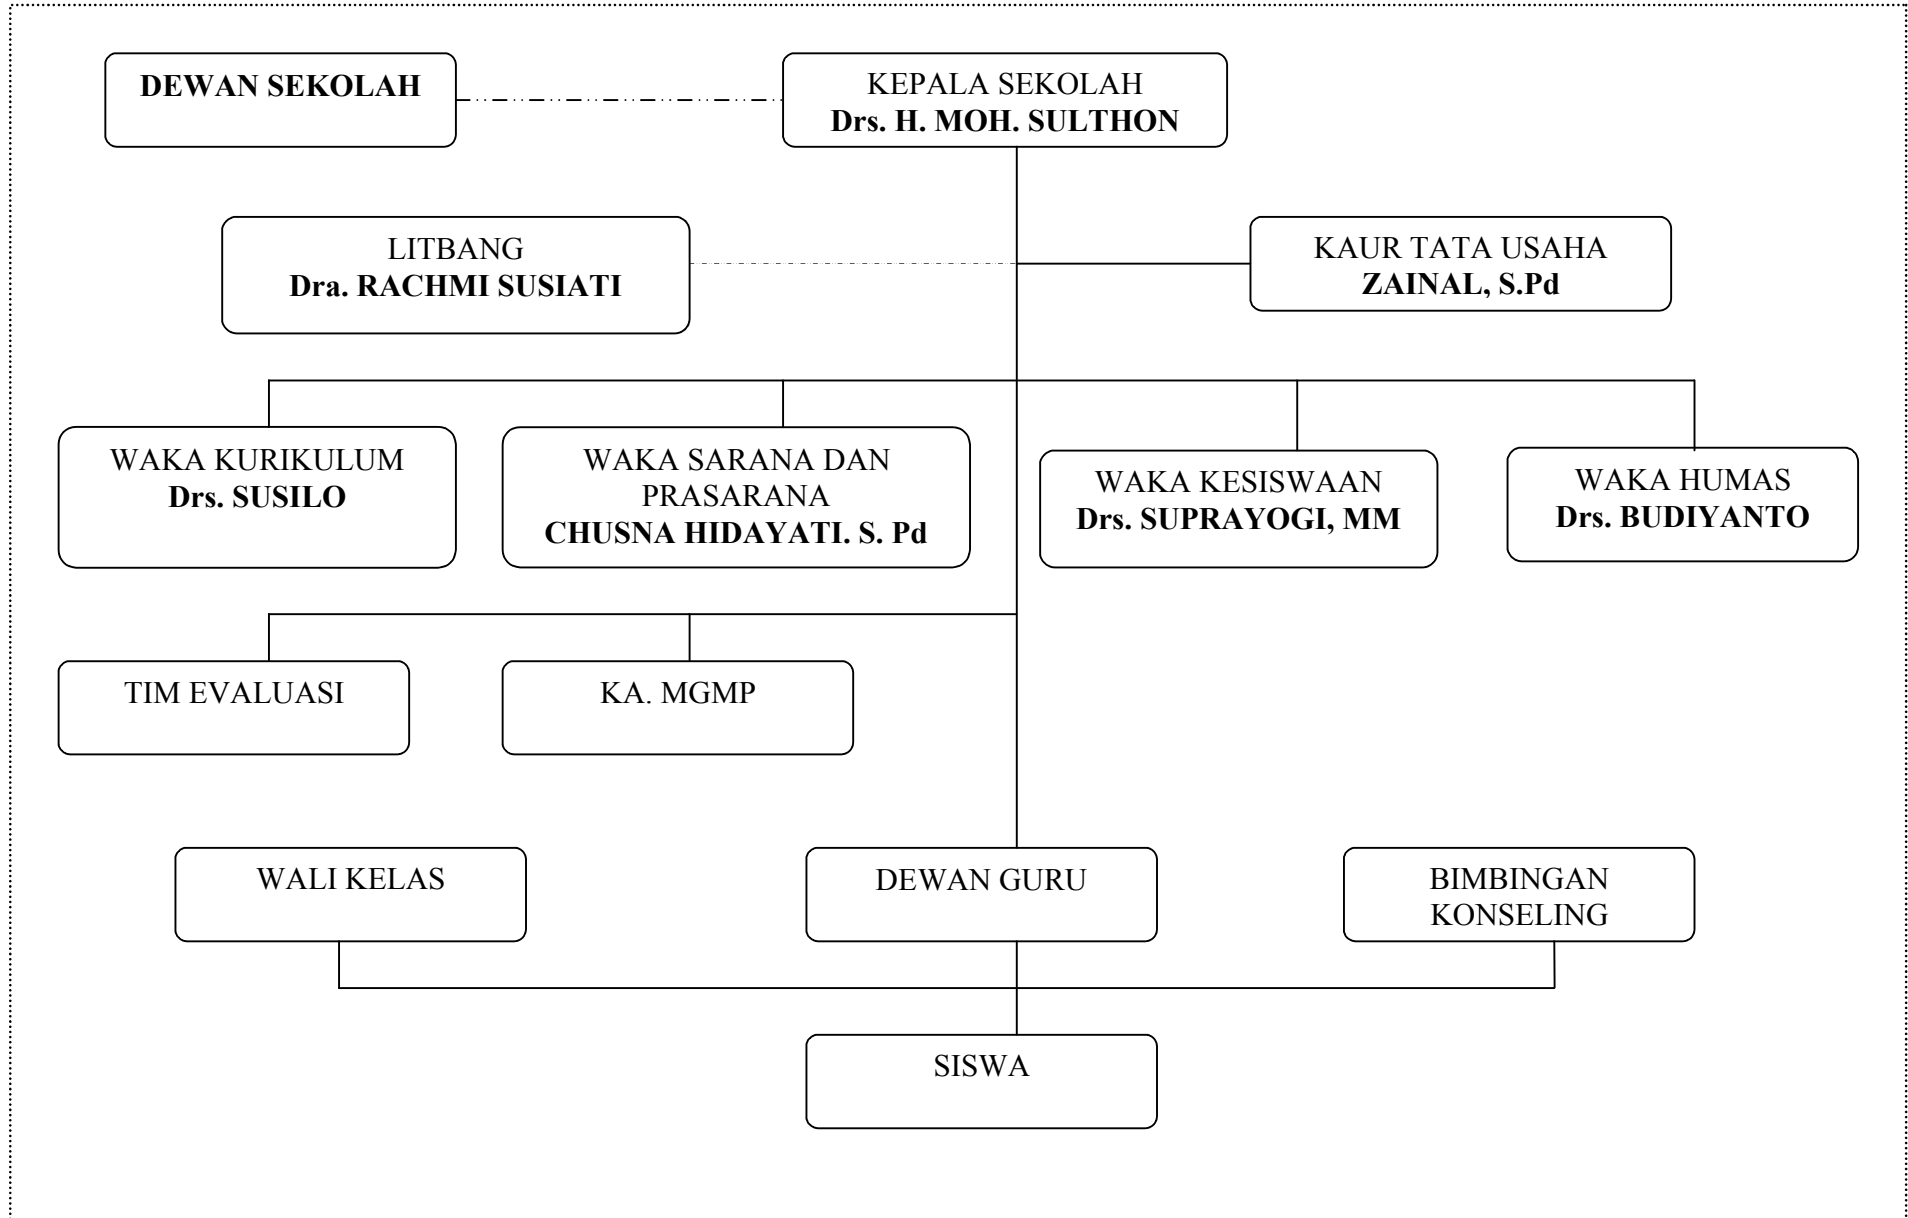 DEWAN SEKOLAH
KEPALA SEKOLAH
Drs. H. MOH. SULTHON
LITBANG
Dra. RACHMI SUSIATI
KAUR TATA USAHA
ZAINAL, S.Pd
WAKA KURIKULUM
Drs. SUSILO
WAKA SARANA DAN
PRASARANA
CHUSNA HIDAYATI. S. Pd
WAKA KESISWAAN
Drs. SUPRAYOGI, MM
WAKA HUMAS
Drs. BUDIYANTO
TIM EVALUASI
KA. MGMP
WALI KELAS
DEWAN GURU
BIMBINGAN
KONSELING
SISWA